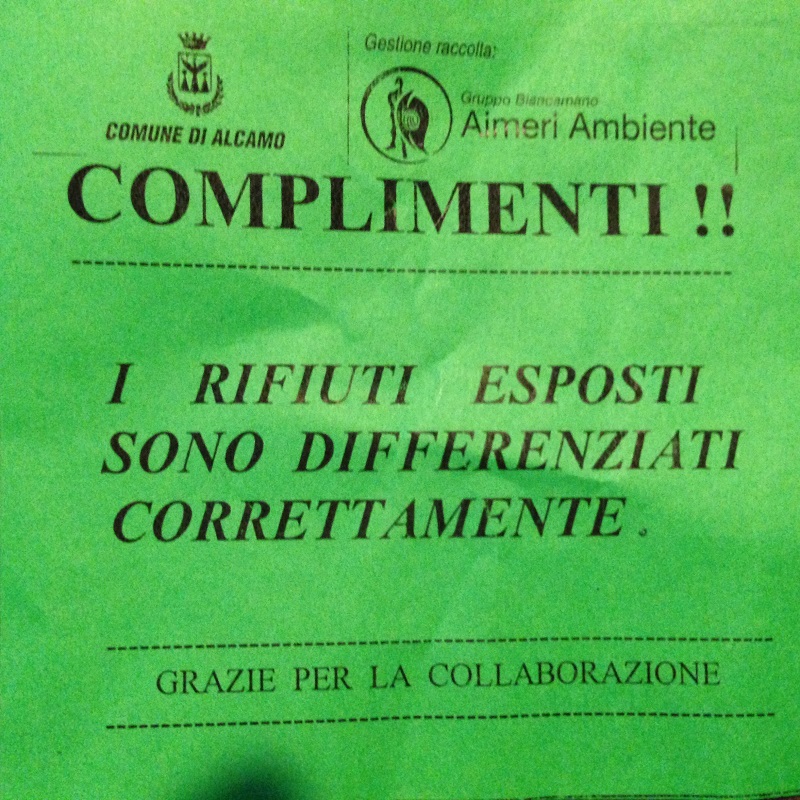 COMUNE DI ALCAMO
Gestione raccolta:
Gruppo Biancamano
Aimeri Ambiente
COMPLIMENTI !!
I RIFIUTI ESPOSTI
SONO DIFFERENZIATI
CORRETTAMENTE.
GRAZIE PER LA COLLABORAZIONE